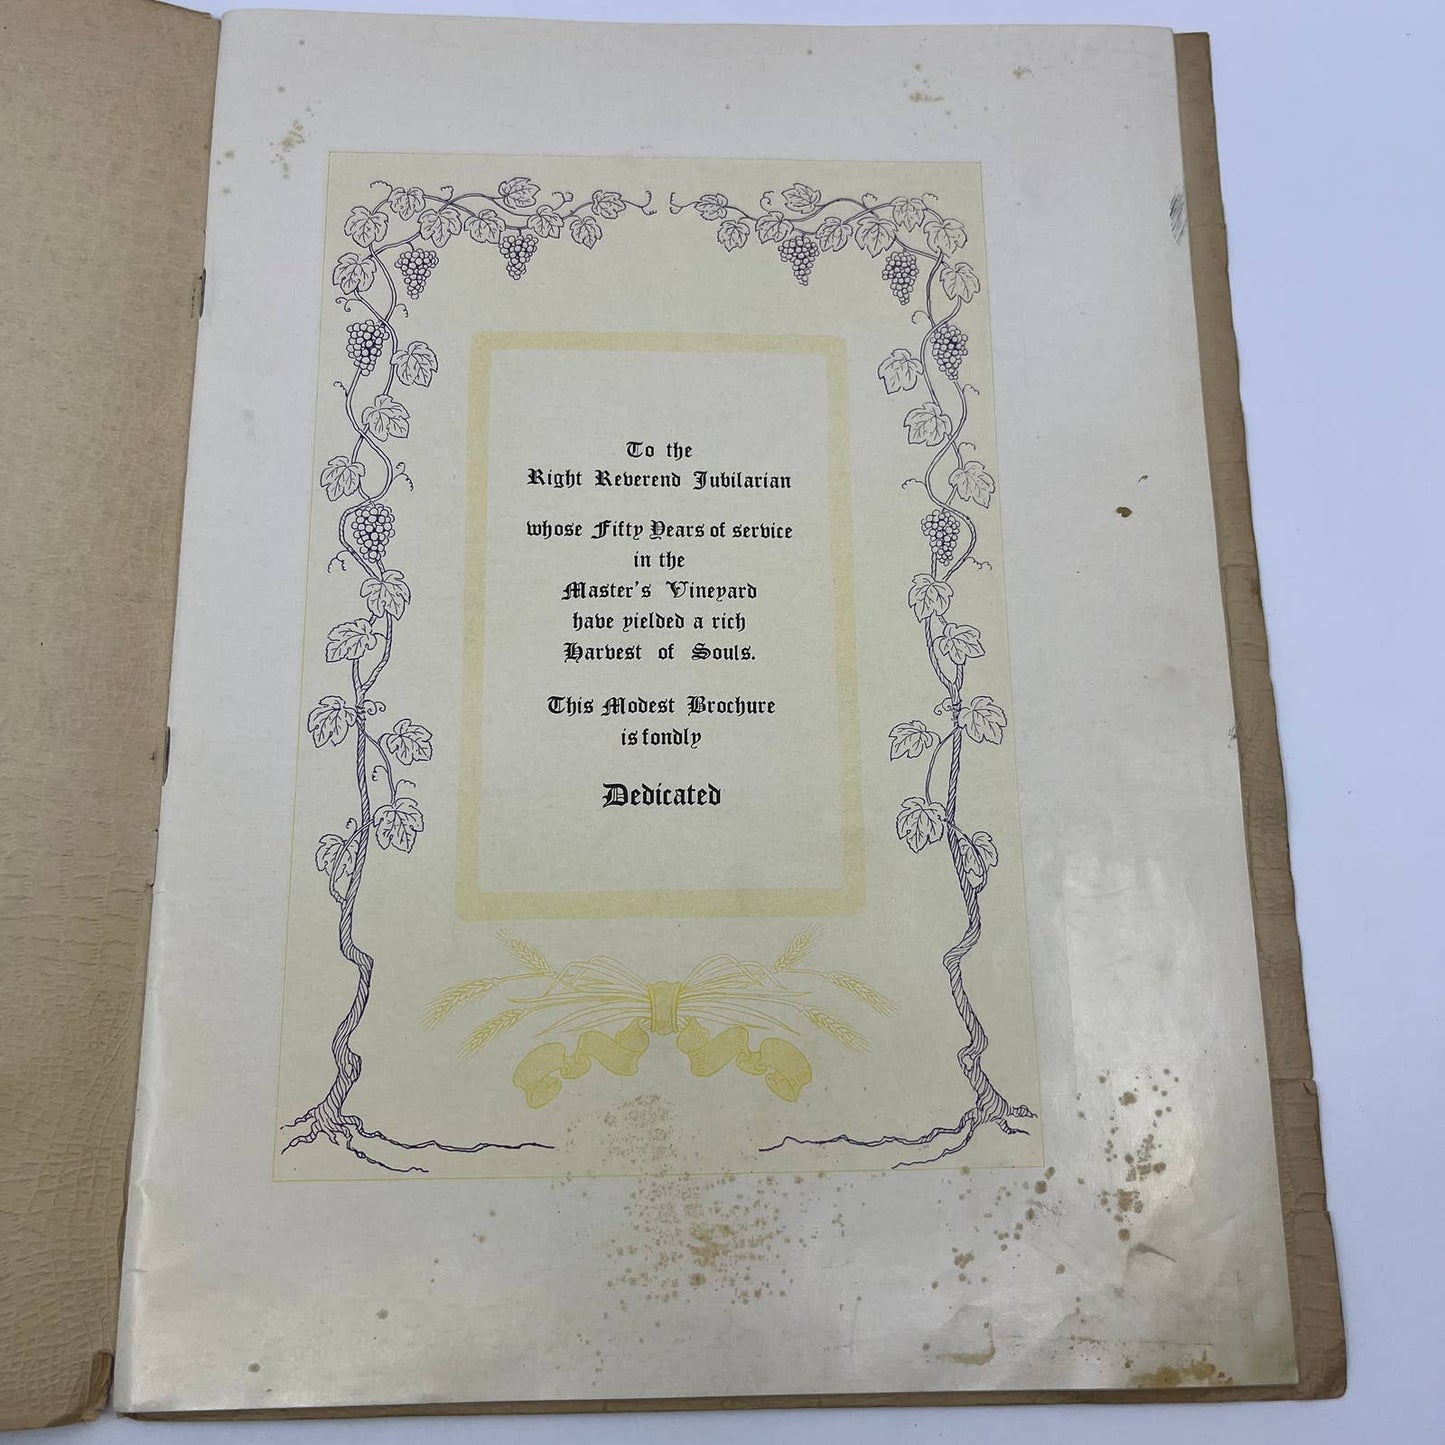 To the
Right Reverend Jubilarian
whose Fifty Years of service
in the
Master's Vineyard
have yielded a rich
Harvest of Souls.
This Modest Brochure
is fondly
Dedicated